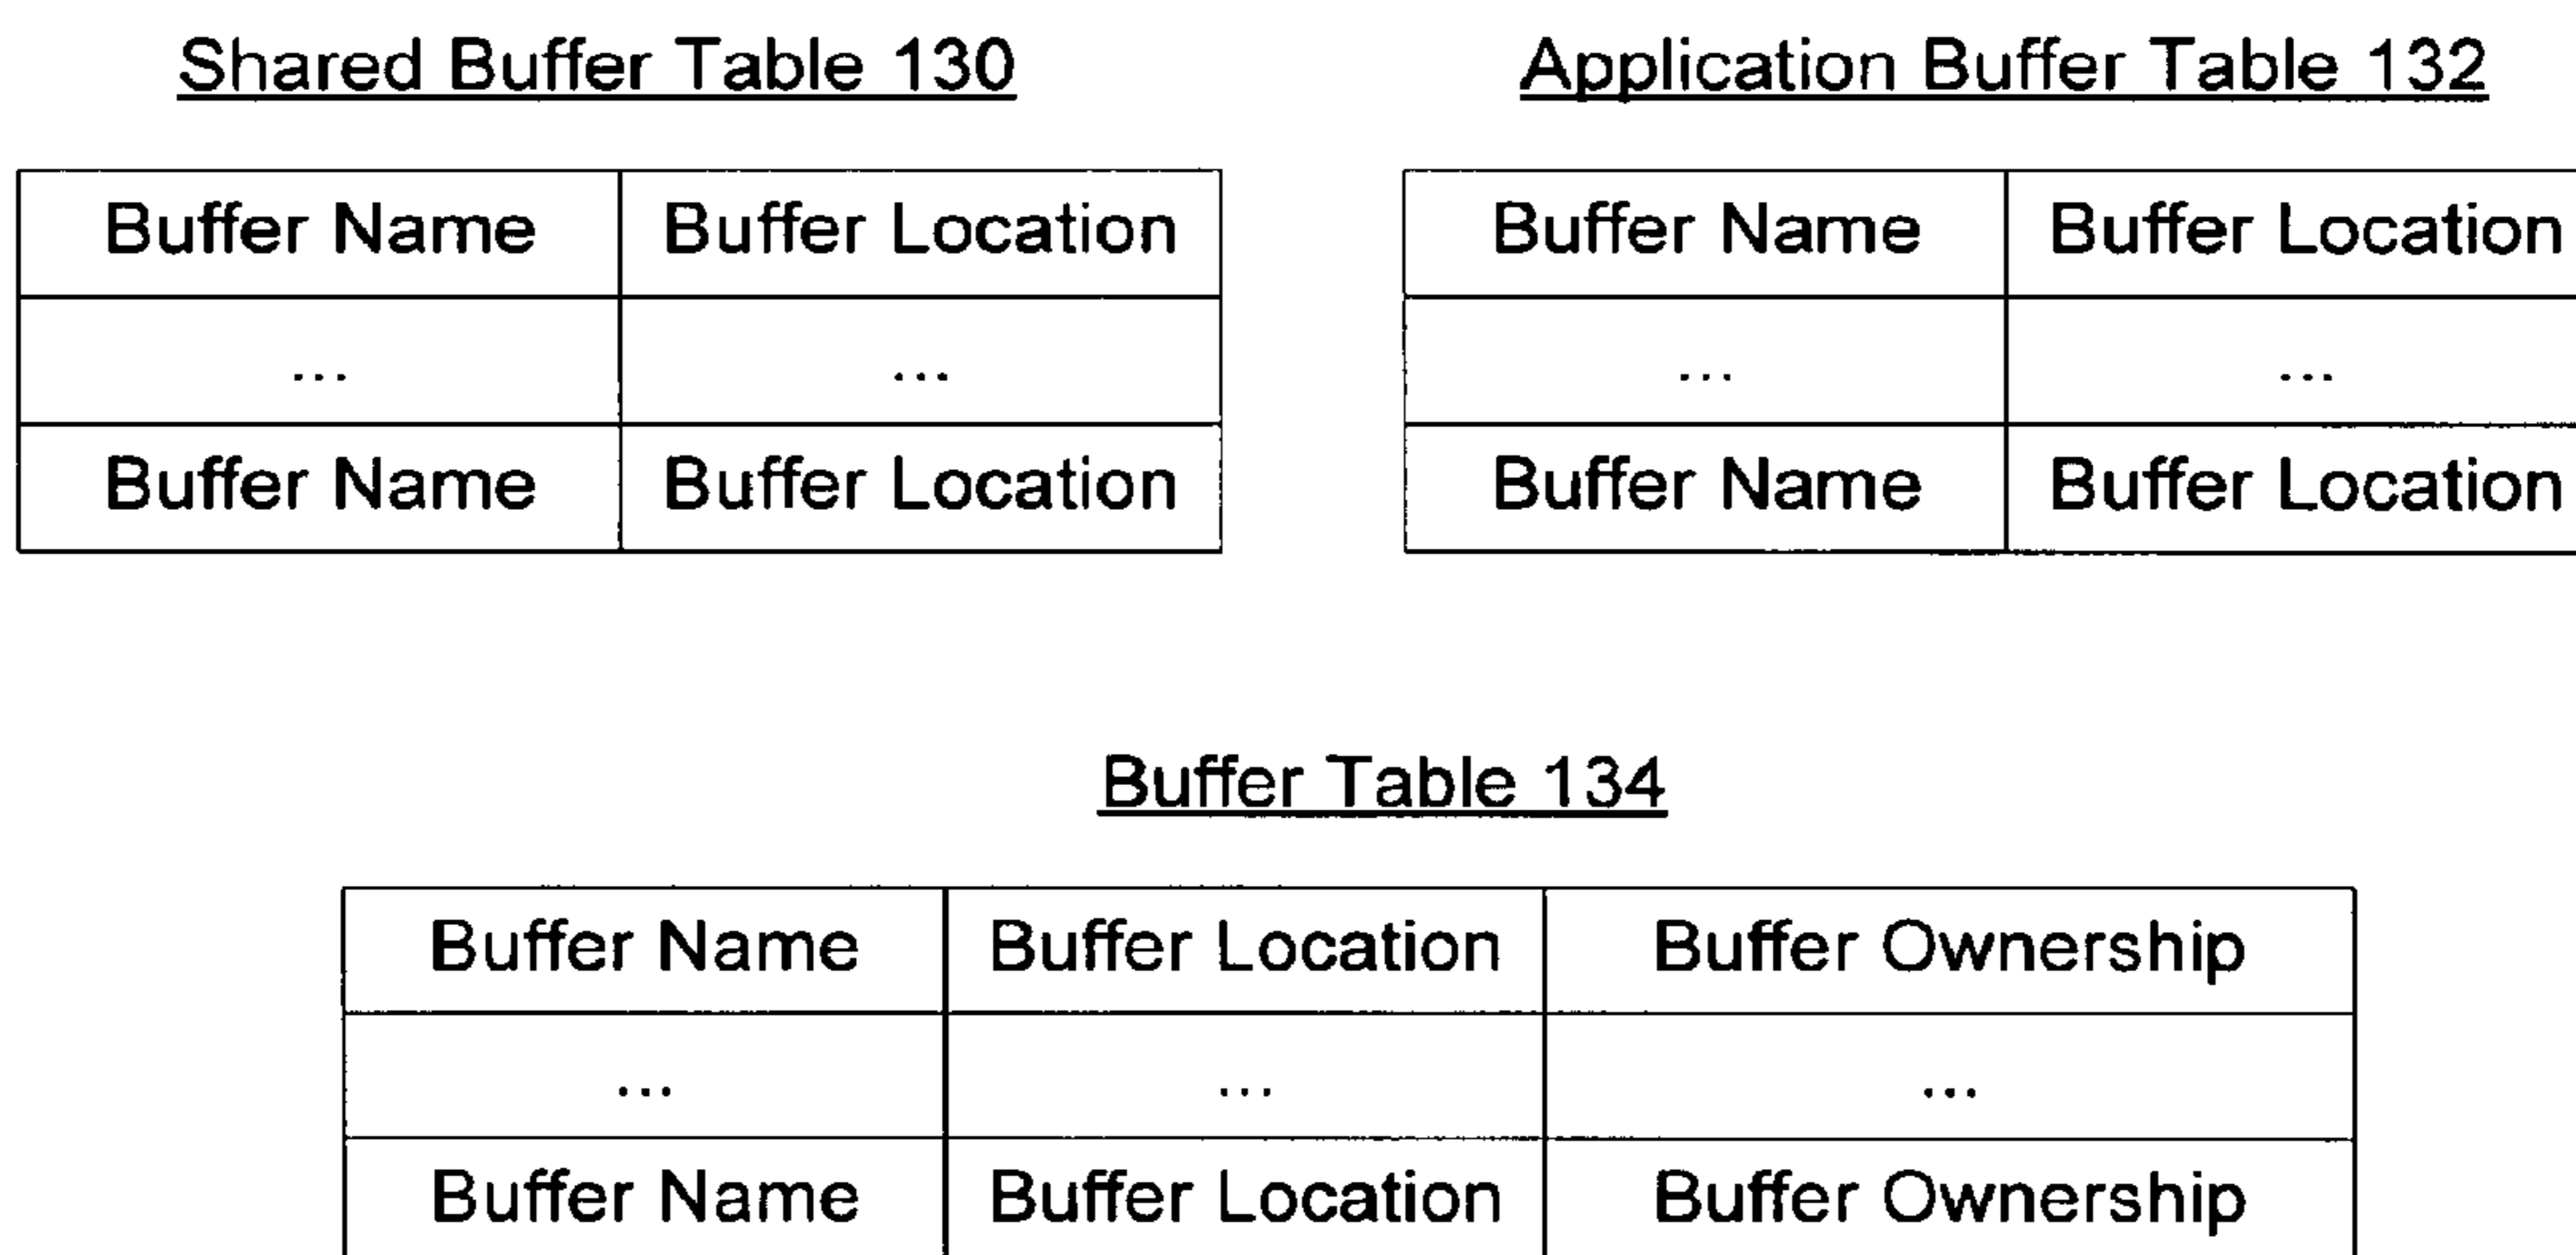 Shared Buffer Table 130
Buffer Name Buffer Location
... ...
Buffer Name Buffer Location
Application Buffer Table 132
Buffer Name Buffer Location
... ...
Buffer Name Buffer Location
Buffer Table 134
Buffer Name Buffer Location Buffer Ownership
... ... ...
Buffer Name Buffer Location Buffer Ownership